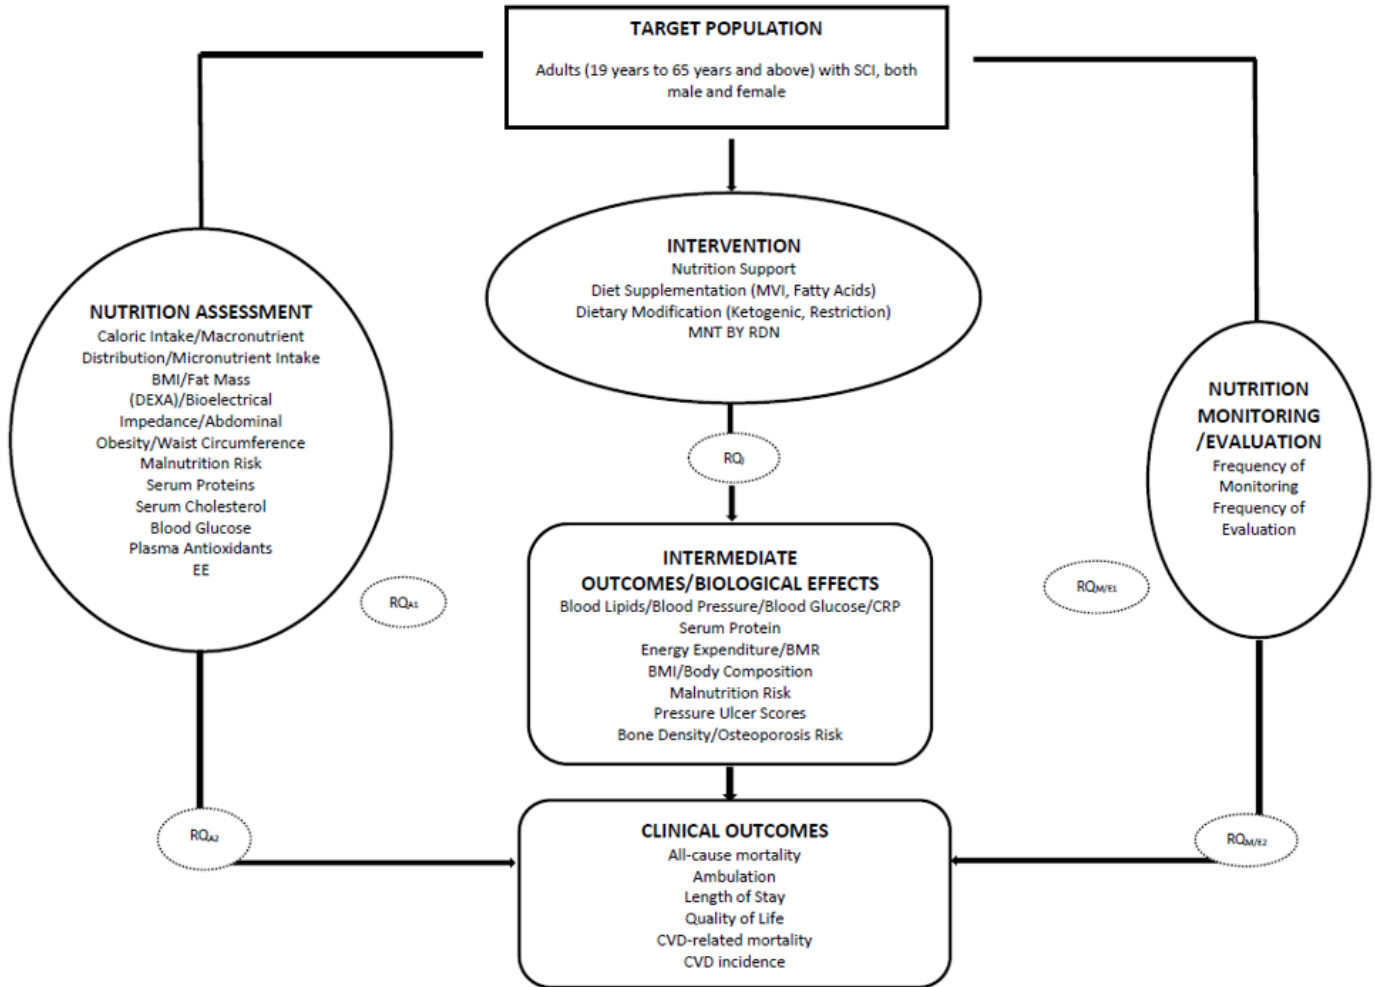 TARGET POPULATION
Adults (19 years to 65 years and above) with SCI, both
male and female
INTERVENTION
Nutrition Support
Diet Supplementation (MVI, Fatty Acids)
Dietary Modification (Ketogenic, Restriction)
MNT BY RDN
NUTRITION ASSESSMENT
Caloric Intake/Macronutrient
Distribution/Micronutrient Intake
BMI/Fat Mass
(DEXA)/Bioelectrical
Impedance/Abdominal
Obesity/Waist Circumference
Malnutrition Risk
Serum Proteins
Serum Cholesterol
Blood Glucose
Plasma Antioxidants
EE
NUTRITION
MONITORING
/EVALUATION
Frequency of
Monitoring
Frequency of
Evaluation
RQI
RQA1
RQM/E1
INTERMEDIATE
OUTCOMES/BIOLOGICAL EFFECTS
Blood Lipids/Blood Pressure/Blood Glucose/CRP
Serum Protein
Energy Expenditure/BMR
BMI/Body Composition
Malnutrition Risk
Pressure Ulcer Scores
Bone Density/Osteoporosis Risk
RQA2
RQM/E2
CLINICAL OUTCOMES
All-cause mortality
Ambulation
Length of Stay
Quality of Life
CVD-related mortality
CVD incidence